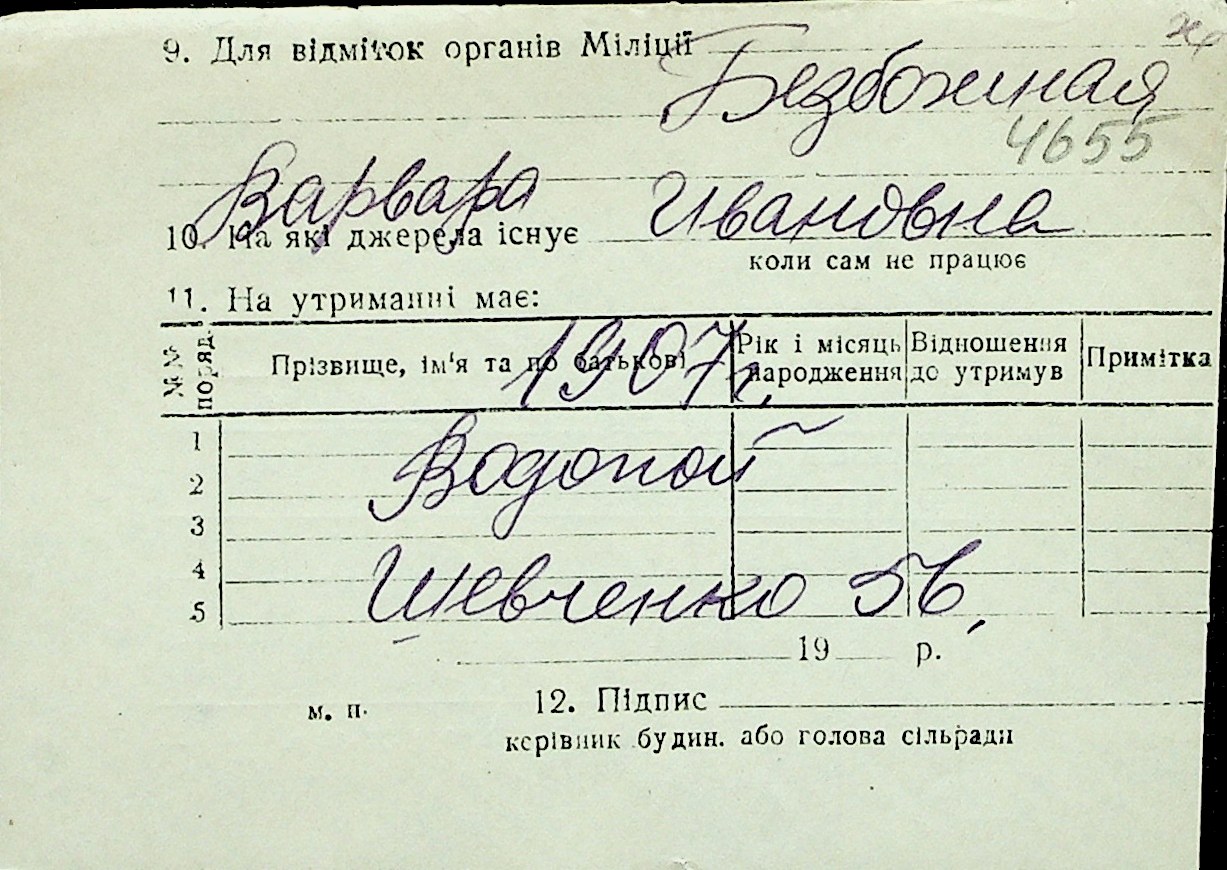 9. Для відміток органів Міліції
Безбожная
4655
Варвара Ивановна
10. На які джерела існує
коли сам не працює
11. На утриманні має:
№№ поряд. Прізвище, ім'я та по батькові Рік і місяць народження Відношення до утримув Примітка
1907 г.
1
Водопой
2
3
4
Шевченко 56,
5
19 р.
м. п. 12. Підпис
керівник будин. або голова сільради